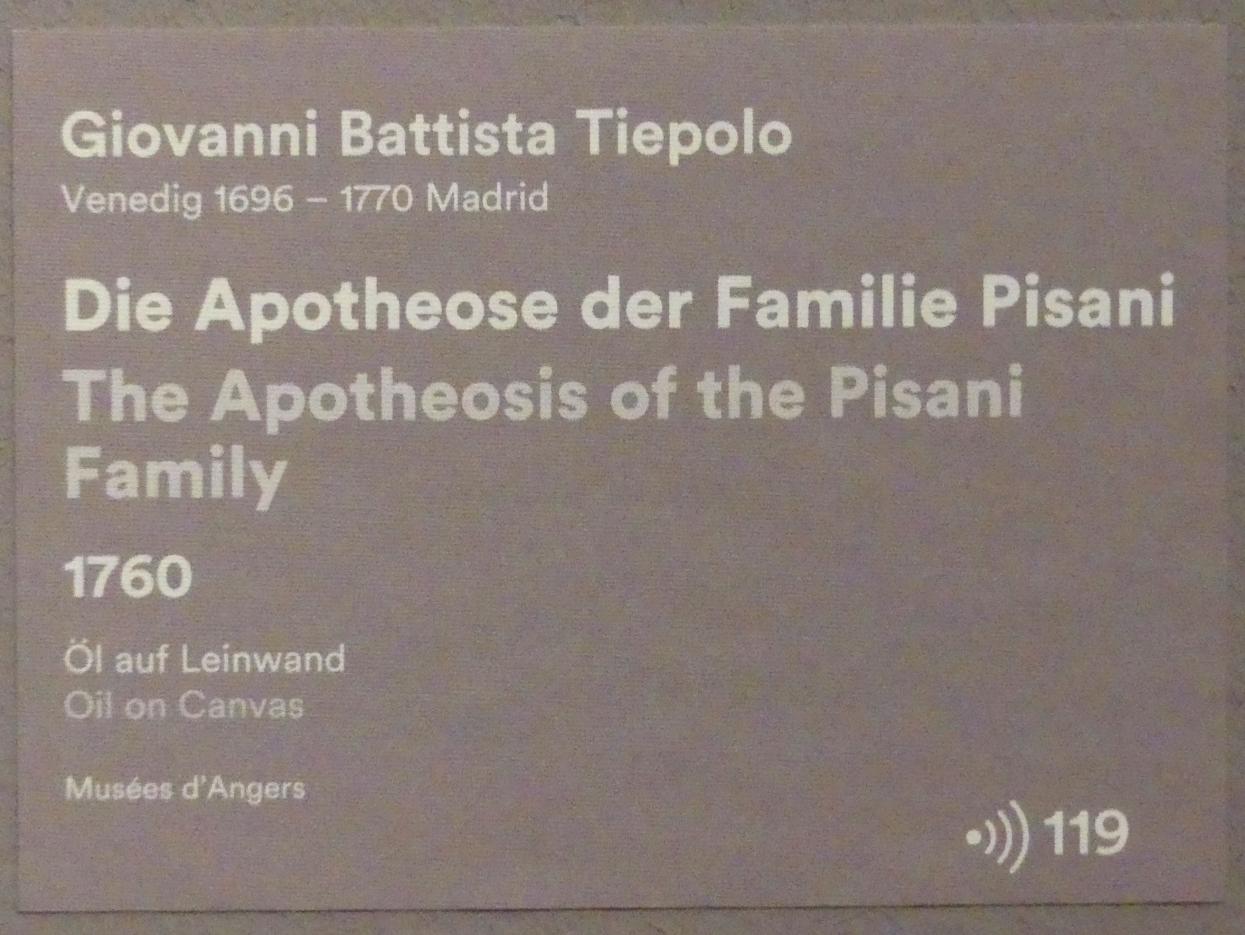 Giovanni Battista Tiepolo
Venedig 1696 – 1770 Madrid
Die Apotheose der Familie Pisani
The Apotheosis of the Pisani
Family
1760
Öl auf Leinwand
Oil on Canvas
Musées d'Angers
119